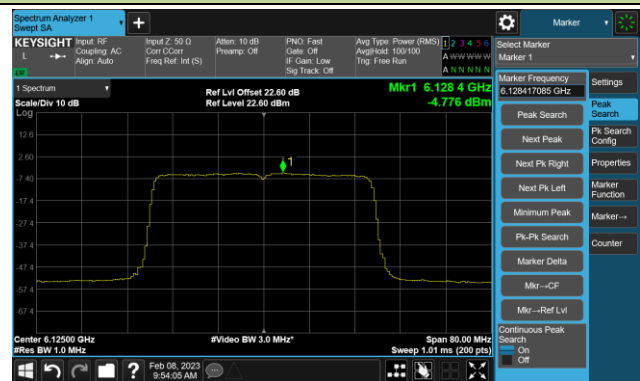 Spectrum Analyzer 1
Swept SA
+
Marker
KEYSIGHT Input: RF Input Z: 50 Ω Atten: 10 dB PNO: Fast Avg Type: Power (RMS) 1 2 3 4 5 6
L Coupling: AC Corr CCorr Preamp: Off Gate: Off Avg|Hold: 100/100 A W W W W W
Align: Auto Freq Ref: Int (S) IF Gain: Low Trig: Free Run A N N N N N
Sig Track: Off
Select Marker
Marker 1
1 Spectrum
Ref Lvl Offset 22.60 dB Mkr1 6.128 4 GHz
Scale/Div 10 dB Ref Level 22.60 dBm -4.776 dBm
Log
12.6
2.60
-7.40
-17.4
-27.4
-37.4
-47.4
-57.4
-67.4
1
Center 6.12500 GHz #Video BW 3.0 MHz* Span 80.00 MHz
#Res BW 1.0 MHz Sweep 1.01 ms (200 pts)
Marker Frequency
6.128417085 GHz
Peak Search
Next Peak
Next Pk Right
Next Pk Left
Minimum Peak
Pk-Pk Search
Marker Delta
Mkr→CF
Mkr→Ref Lvl
Continuous Peak
Search
On
Off
Settings
Peak
Search
Pk Search
Config
Properties
Marker
Function
Marker→
Counter
?
Feb 08, 2023
9:54:05 AM